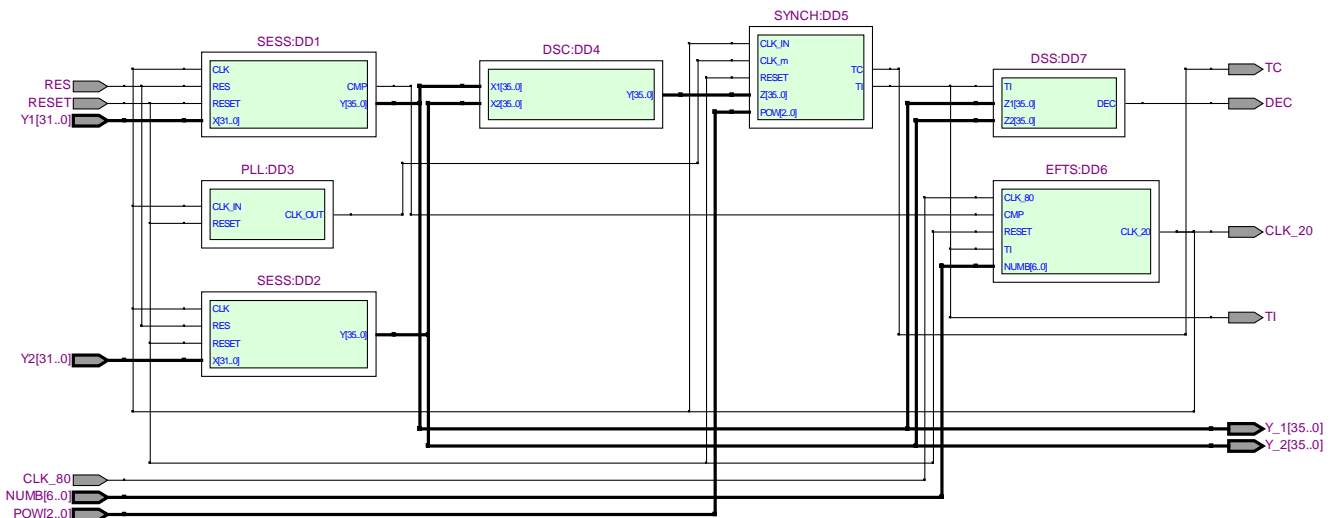 SYNCH:DD5
SESS:DD1
DSC:DD4
DSS:DD7
CLK_IN
CLK_m
RESET
Z[35..0]
POW[2..0]
TC
TI
CLK
RES
RESET
X[31..0]
CMP
Y[35..0]
X1[35..0]
X2[35..0]
Y[35..0]
TI
Z1[35..0]
Z2[35..0]
DEC
RES
RESET
Y1[31..0]
TC
DEC
PLL:DD3
CLK_IN
RESET
CLK_OUT
EFTS:DD6
CLK_80
CMP
RESET
TI
NUMB[6..0]
CLK_20
CLK_20
SESS:DD2
CLK
RES
RESET
X[31..0]
Y[35..0]
TI
Y2[31..0]
Y_1[35..0]
Y_2[35..0]
CLK_80
NUMB[6..0]
POW[2..0]